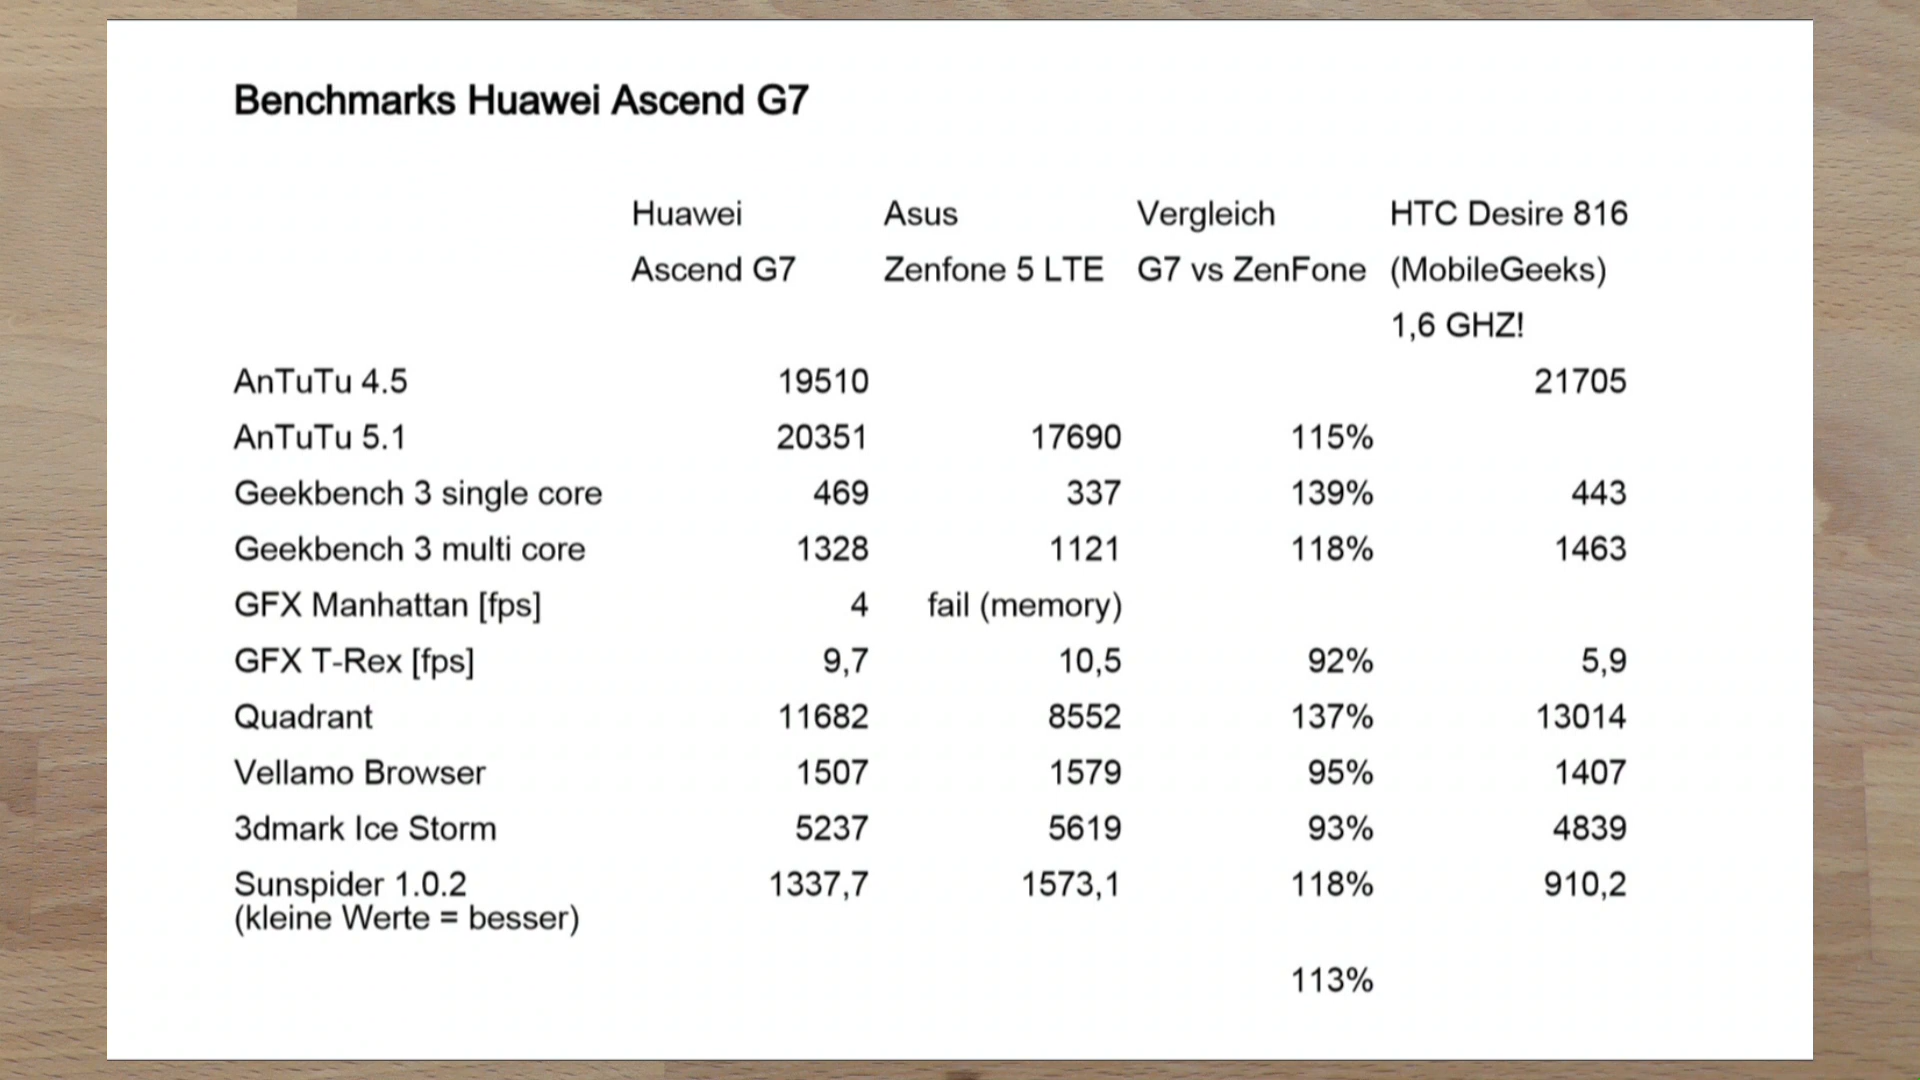 Benchmarks Huawei Ascend G7
Huawei Asus Vergleich HTC Desire 816
Ascend G7 Zenfone 5 LTE G7 vs ZenFone (MobileGeeks)
1,6 GHZ!
AnTuTu 4.5 19510 21705
AnTuTu 5.1 20351 17690 115%
Geekbench 3 single core 469 337 139% 443
Geekbench 3 multi core 1328 1121 118% 1463
GFX Manhattan [fps] 4 fail (memory)
GFX T-Rex [fps] 9,7 10,5 92% 5,9
Quadrant 11682 8552 137% 13014
Vellamo Browser 1507 1579 95% 1407
3dmark Ice Storm 5237 5619 93% 4839
Sunspider 1.0.2 1337,7 1573,1 118% 910,2
(kleine Werte = besser)
113%